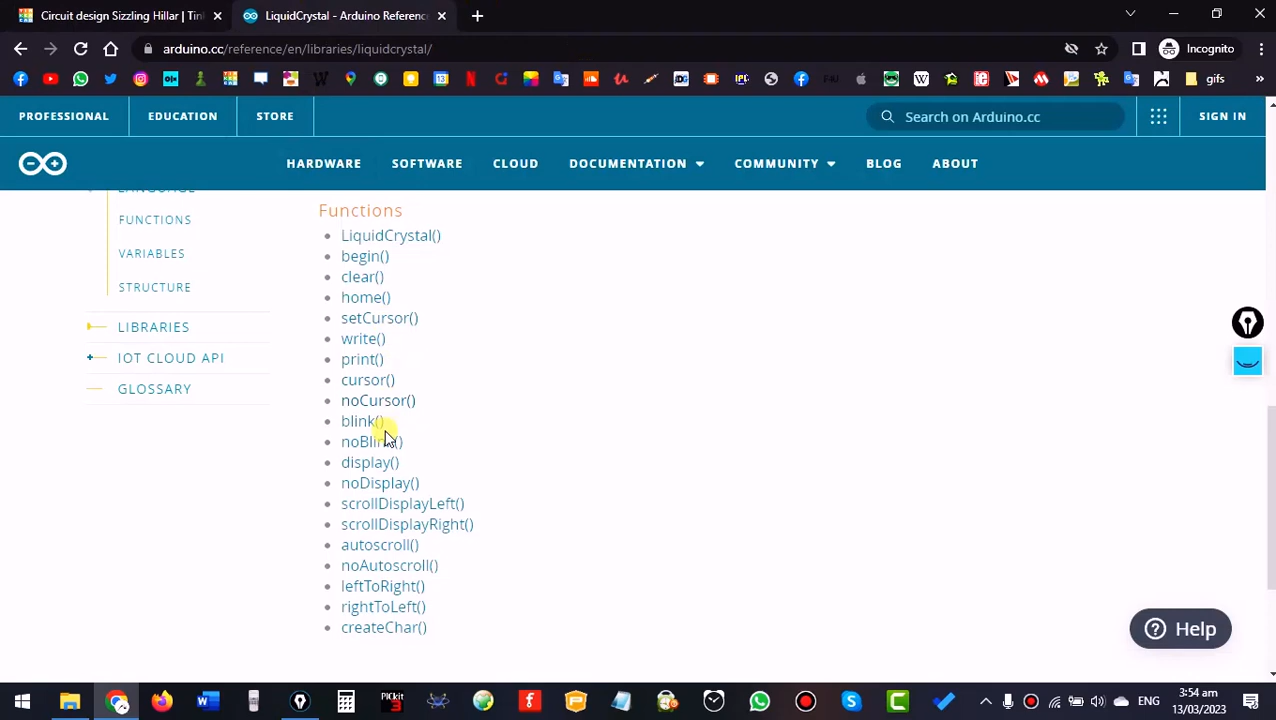 Circuit design Sizzling Hillar | Tin
LiquidCrystal - Arduino Reference
arduino.cc/reference/en/libraries/liquidcrystal/
Incognito
gifs
PROFESSIONAL
EDUCATION
STORE
Search on Arduino.cc
SIGN IN
HARDWARE
SOFTWARE
CLOUD
DOCUMENTATION
COMMUNITY
BLOG
ABOUT
LANGUAGE
FUNCTIONS
VARIABLES
STRUCTURE
LIBRARIES
IOT CLOUD API
GLOSSARY
Functions
LiquidCrystal()
begin()
clear()
home()
setCursor()
write()
print()
cursor()
noCursor()
blink()
noBlink()
display()
noDisplay()
scrollDisplayLeft()
scrollDisplayRight()
autoscroll()
noAutoscroll()
leftToRight()
rightToLeft()
createChar()
Help
ENG
3:54 am
13/03/2023